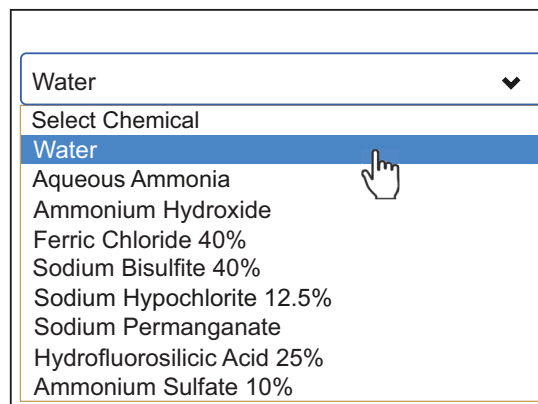 Water
Select Chemical
Water
Aqueous Ammonia
Ammonium Hydroxide
Ferric Chloride 40%
Sodium Bisulfite 40%
Sodium Hypochlorite 12.5%
Sodium Permanganate
Hydrofluorosilicic Acid 25%
Ammonium Sulfate 10%